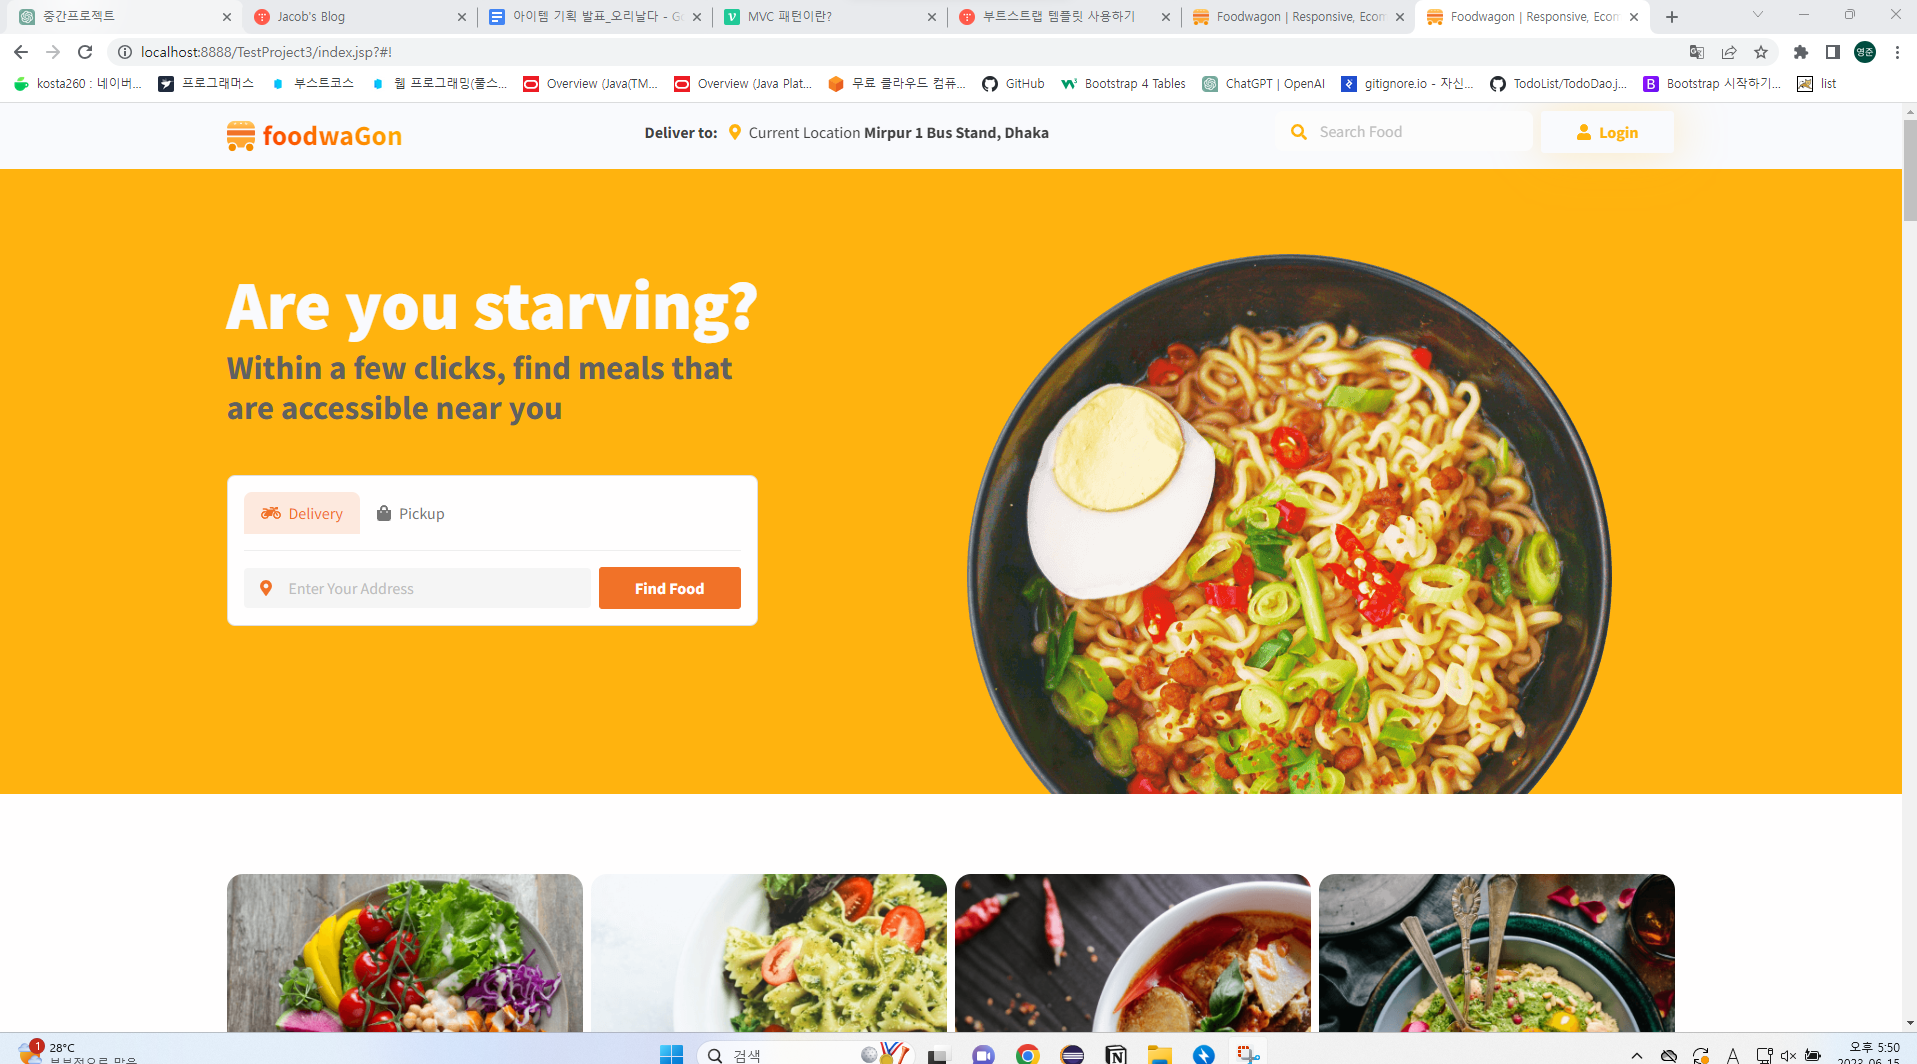 중간프로젝트
Jacob's Blog
아이템 기획 발표_오리날다 - Go
MVC 패턴이란?
부트스트랩 템플릿 사용하기
Foodwagon | Responsive, Ecom
Foodwagon | Responsive, Ecom
localhost:8888/TestProject3/index.jsp?#!
영준
kosta260 : 네이버...
프로그래머스
부스트코스
웹 프로그래밍(풀스...
Overview (Java(TM...
Overview (Java Plat...
무료 클라우드 컴퓨...
GitHub
Bootstrap 4 Tables
ChatGPT | OpenAI
gitignore.io - 자신...
TodoList/TodoDao.j...
Bootstrap 시작하기...
list
foodwaGon
Deliver to: Current Location Mirpur 1 Bus Stand, Dhaka
Search Food
Login
Are you starving?
Within a few clicks, find meals that
are accessible near you
Delivery
Pickup
Enter Your Address
Find Food
1
28°C
부분적으로 맑음
검색
A
오후 5:50
2023-06-15